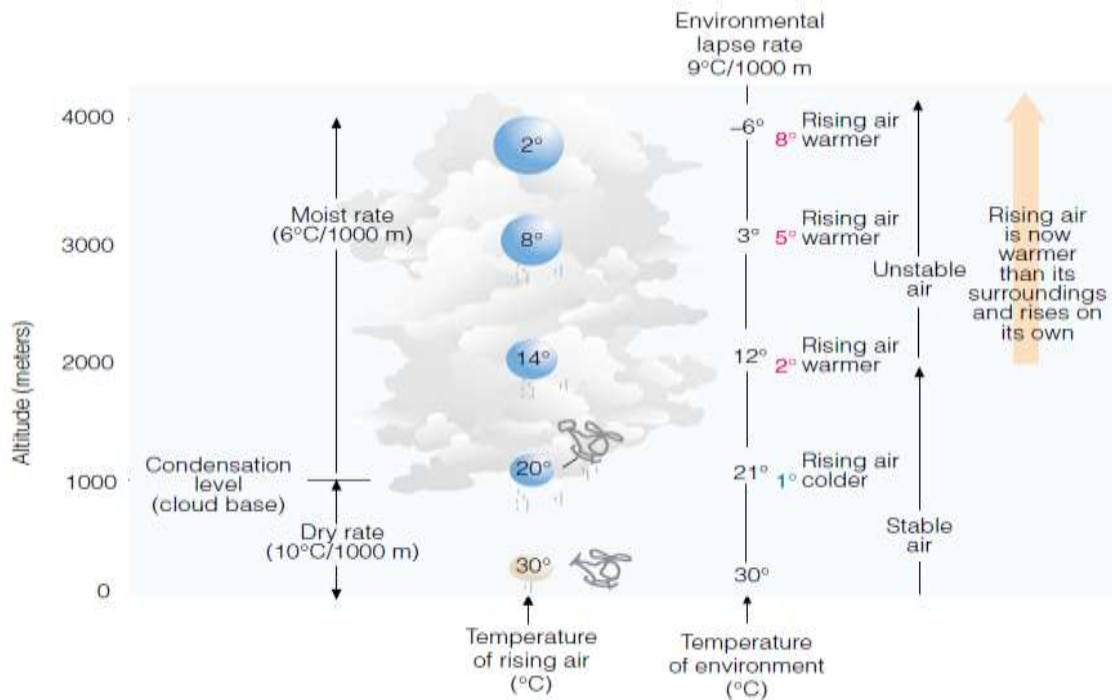 Environmental
lapse rate
9°C/1000 m
4000
2°
–6°
8°
Rising air
warmer
Moist rate
(6°C/1000 m)
3000
8°
3°
5°
Rising air
warmer
Unstable
air
Rising air
is now
warmer
than its
surroundings
and rises on
its own
2000
14°
12°
2°
Rising air
warmer
Altitude (meters)
Condensation
level
(cloud base)
1000
20°
21°
1°
Rising air
colder
Dry rate
(10°C/1000 m)
Stable
air
0
30°
30°
Temperature
of rising air
(°C)
Temperature
of environment
(°C)